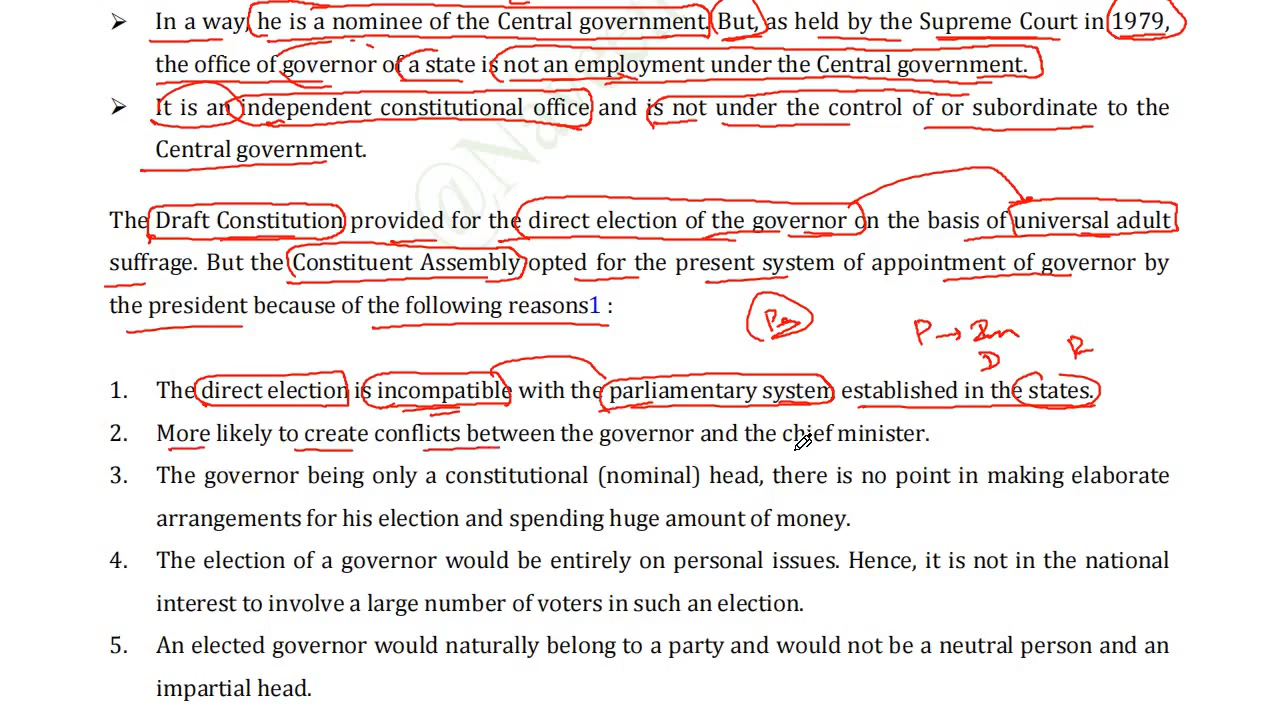 ➢ In a way, he is a nominee of the Central government. But, as held by the Supreme Court in 1979,
the office of governor of a state is not an employment under the Central government.
➢ It is an independent constitutional office and is not under the control of or subordinate to the
Central government.
The Draft Constitution provided for the direct election of the governor on the basis of universal adult
suffrage. But the Constituent Assembly opted for the present system of appointment of governor by
the president because of the following reasons1 :
P → Im
D
R
1. The direct election is incompatible with the parliamentary system established in the states.
2. More likely to create conflicts between the governor and the chief minister.
3. The governor being only a constitutional (nominal) head, there is no point in making elaborate
arrangements for his election and spending huge amount of money.
4. The election of a governor would be entirely on personal issues. Hence, it is not in the national
interest to involve a large number of voters in such an election.
5. An elected governor would naturally belong to a party and would not be a neutral person and an
impartial head.